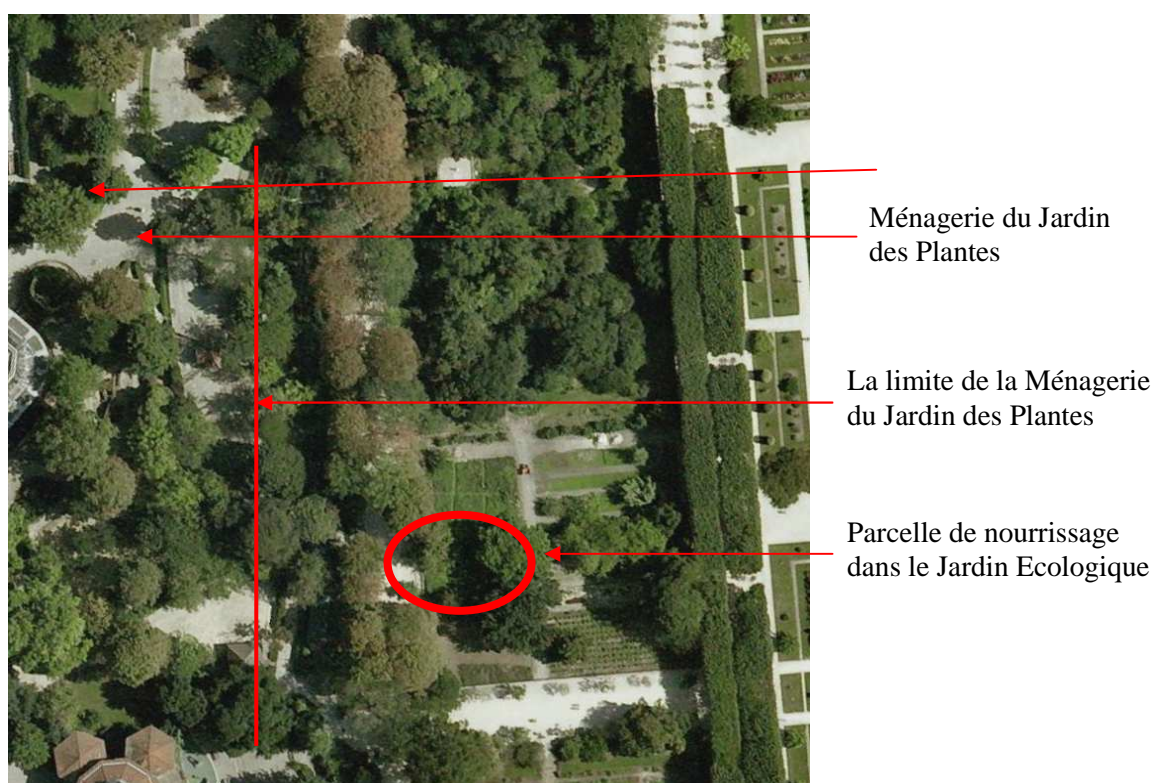 Ménagerie du Jardin
des Plantes
La limite de la Ménagerie
du Jardin des Plantes
Parcelle de nourrissage
dans le Jardin Ecologique